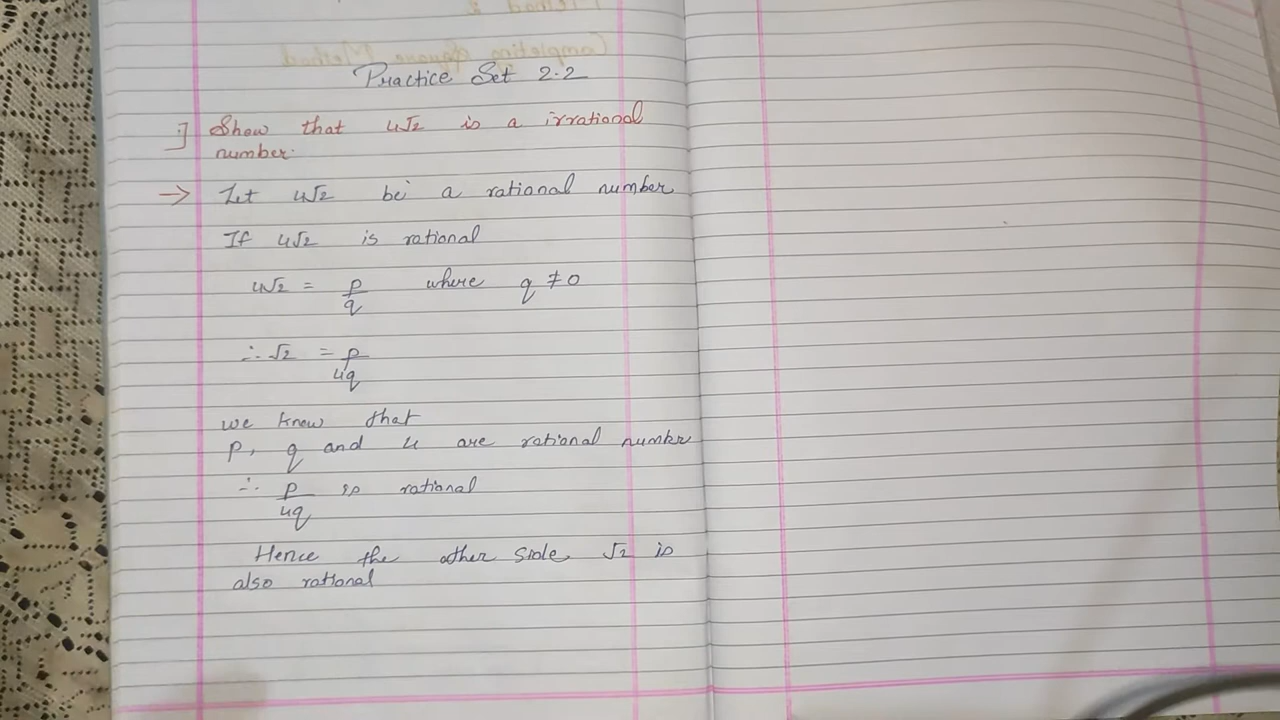 Practice Set 2.2
1] Show that 4√2 is a irrational
number.
→ Let 4√2 be a rational number
If 4√2 is rational
4√2 = p/q where q ≠ 0
∴ √2 = p/4q
we know that
p, q and 4 are rational number
∴ p/4q is rational
Hence the other side √2 is
also rational